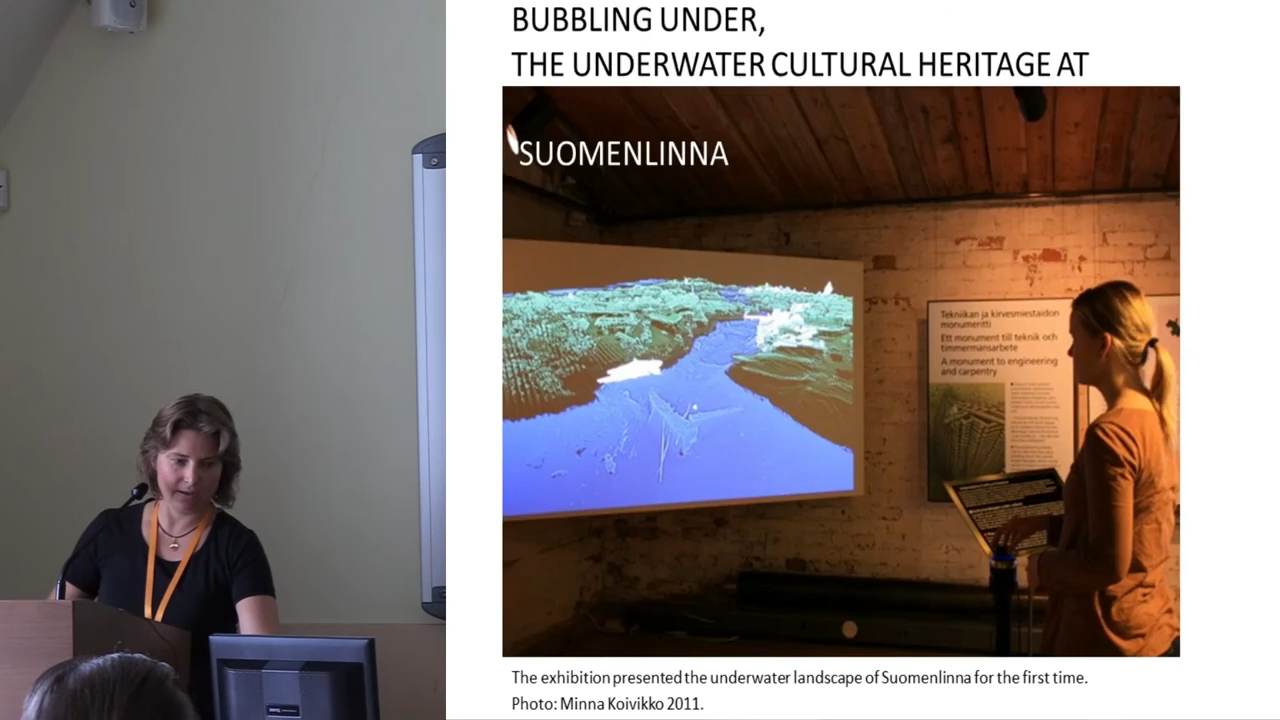 BUBBLING UNDER,
THE UNDERWATER CULTURAL HERITAGE AT
SUOMENLINNA
Tekniikan ja kirvesmiestaidon
monumentti
Ett monument till teknik och
timmermansarbete
A monument to engineering
and carpentry
The exhibition presented the underwater landscape of Suomenlinna for the first time.
Photo: Minna Koivikko 2011.
BenQ